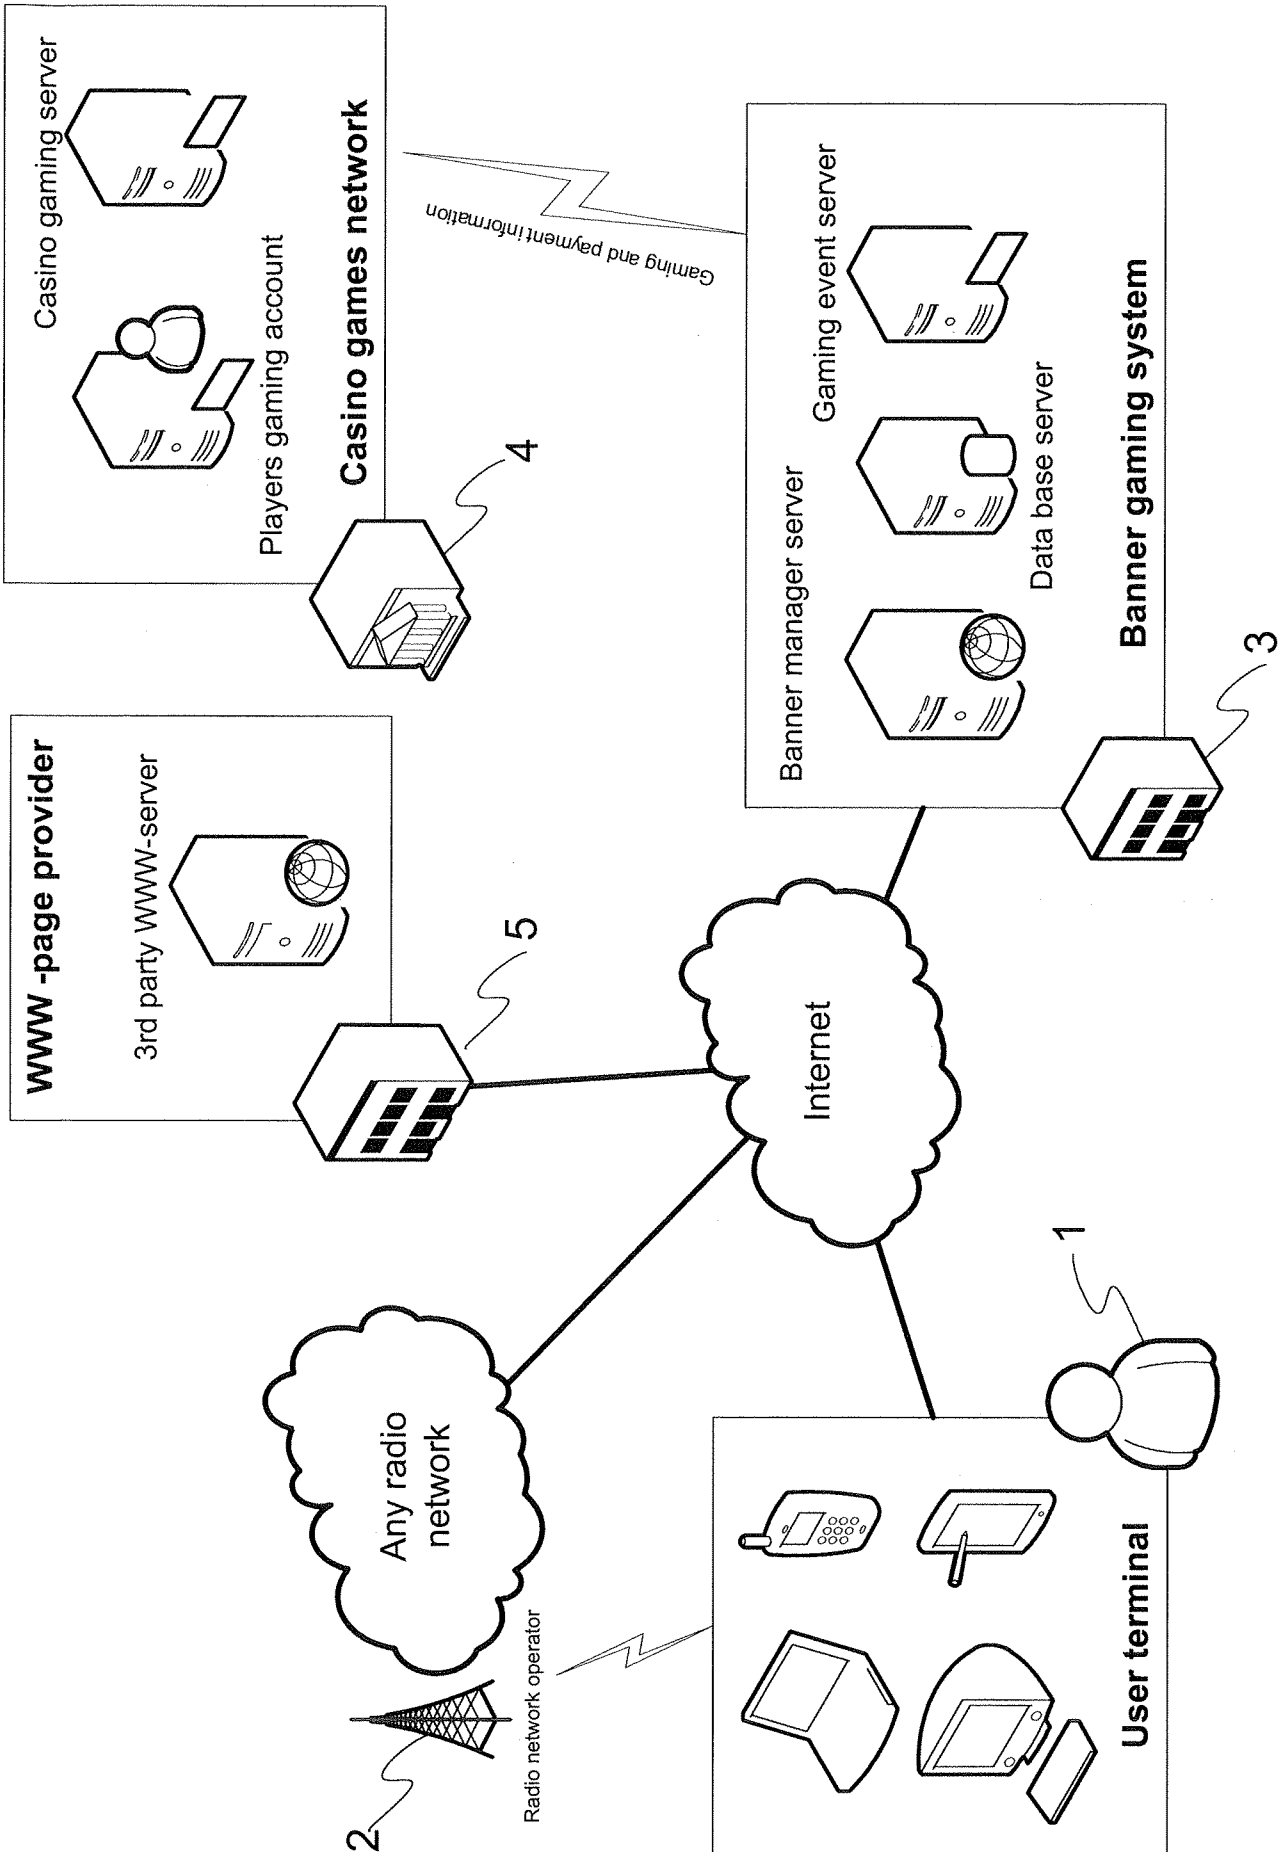 2
Radio network operator
Any radio
network
WWW -page provider
3rd party WWW-server
5
Casino gaming server
Players gaming account
Casino games network
4
Gaming and payment information
Internet
User terminal
1
Banner manager server
Gaming event server
Data base server
Banner gaming system
3